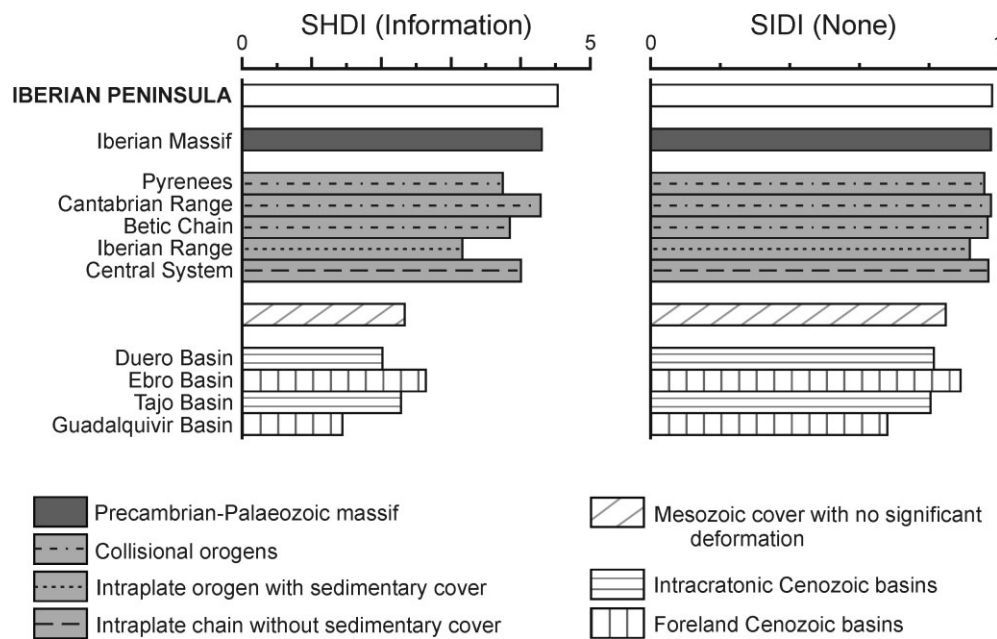 SHDI (Information) SIDI (None)
0 5 0 1
IBERIAN PENINSULA
Iberian Massif
Pyrenees
Cantabrian Range
Betic Chain
Iberian Range
Central System
Duero Basin
Ebro Basin
Tajo Basin
Guadalquivir Basin
Precambrian-Palaeozoic massif
Collisional orogens
Intraplate orogen with sedimentary cover
Intraplate chain without sedimentary cover
Mesozoic cover with no significant
deformation
Intracratonic Cenozoic basins
Foreland Cenozoic basins